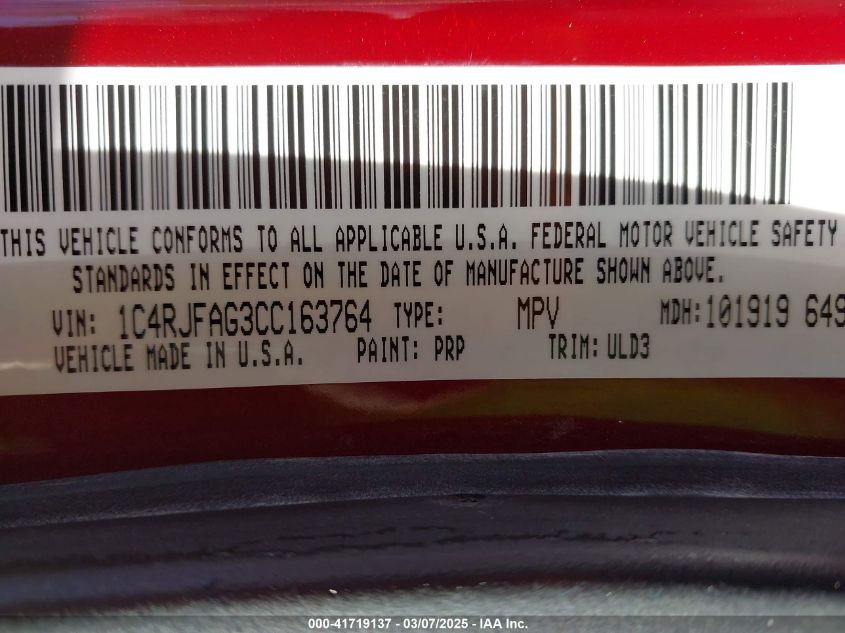 THIS VEHICLE CONFORMS TO ALL APPLICABLE U.S.A. FEDERAL MOTOR VEHICLE SAFETY
STANDARDS IN EFFECT ON THE DATE OF MANUFACTURE SHOWN ABOVE.
VIN: 1C4RJFAG3CC163764 TYPE: MPV MDH: 101919 649
VEHICLE MADE IN U.S.A. PAINT: PRP TRIM: ULD3
000-41719137 - 03/07/2025 - IAA Inc.